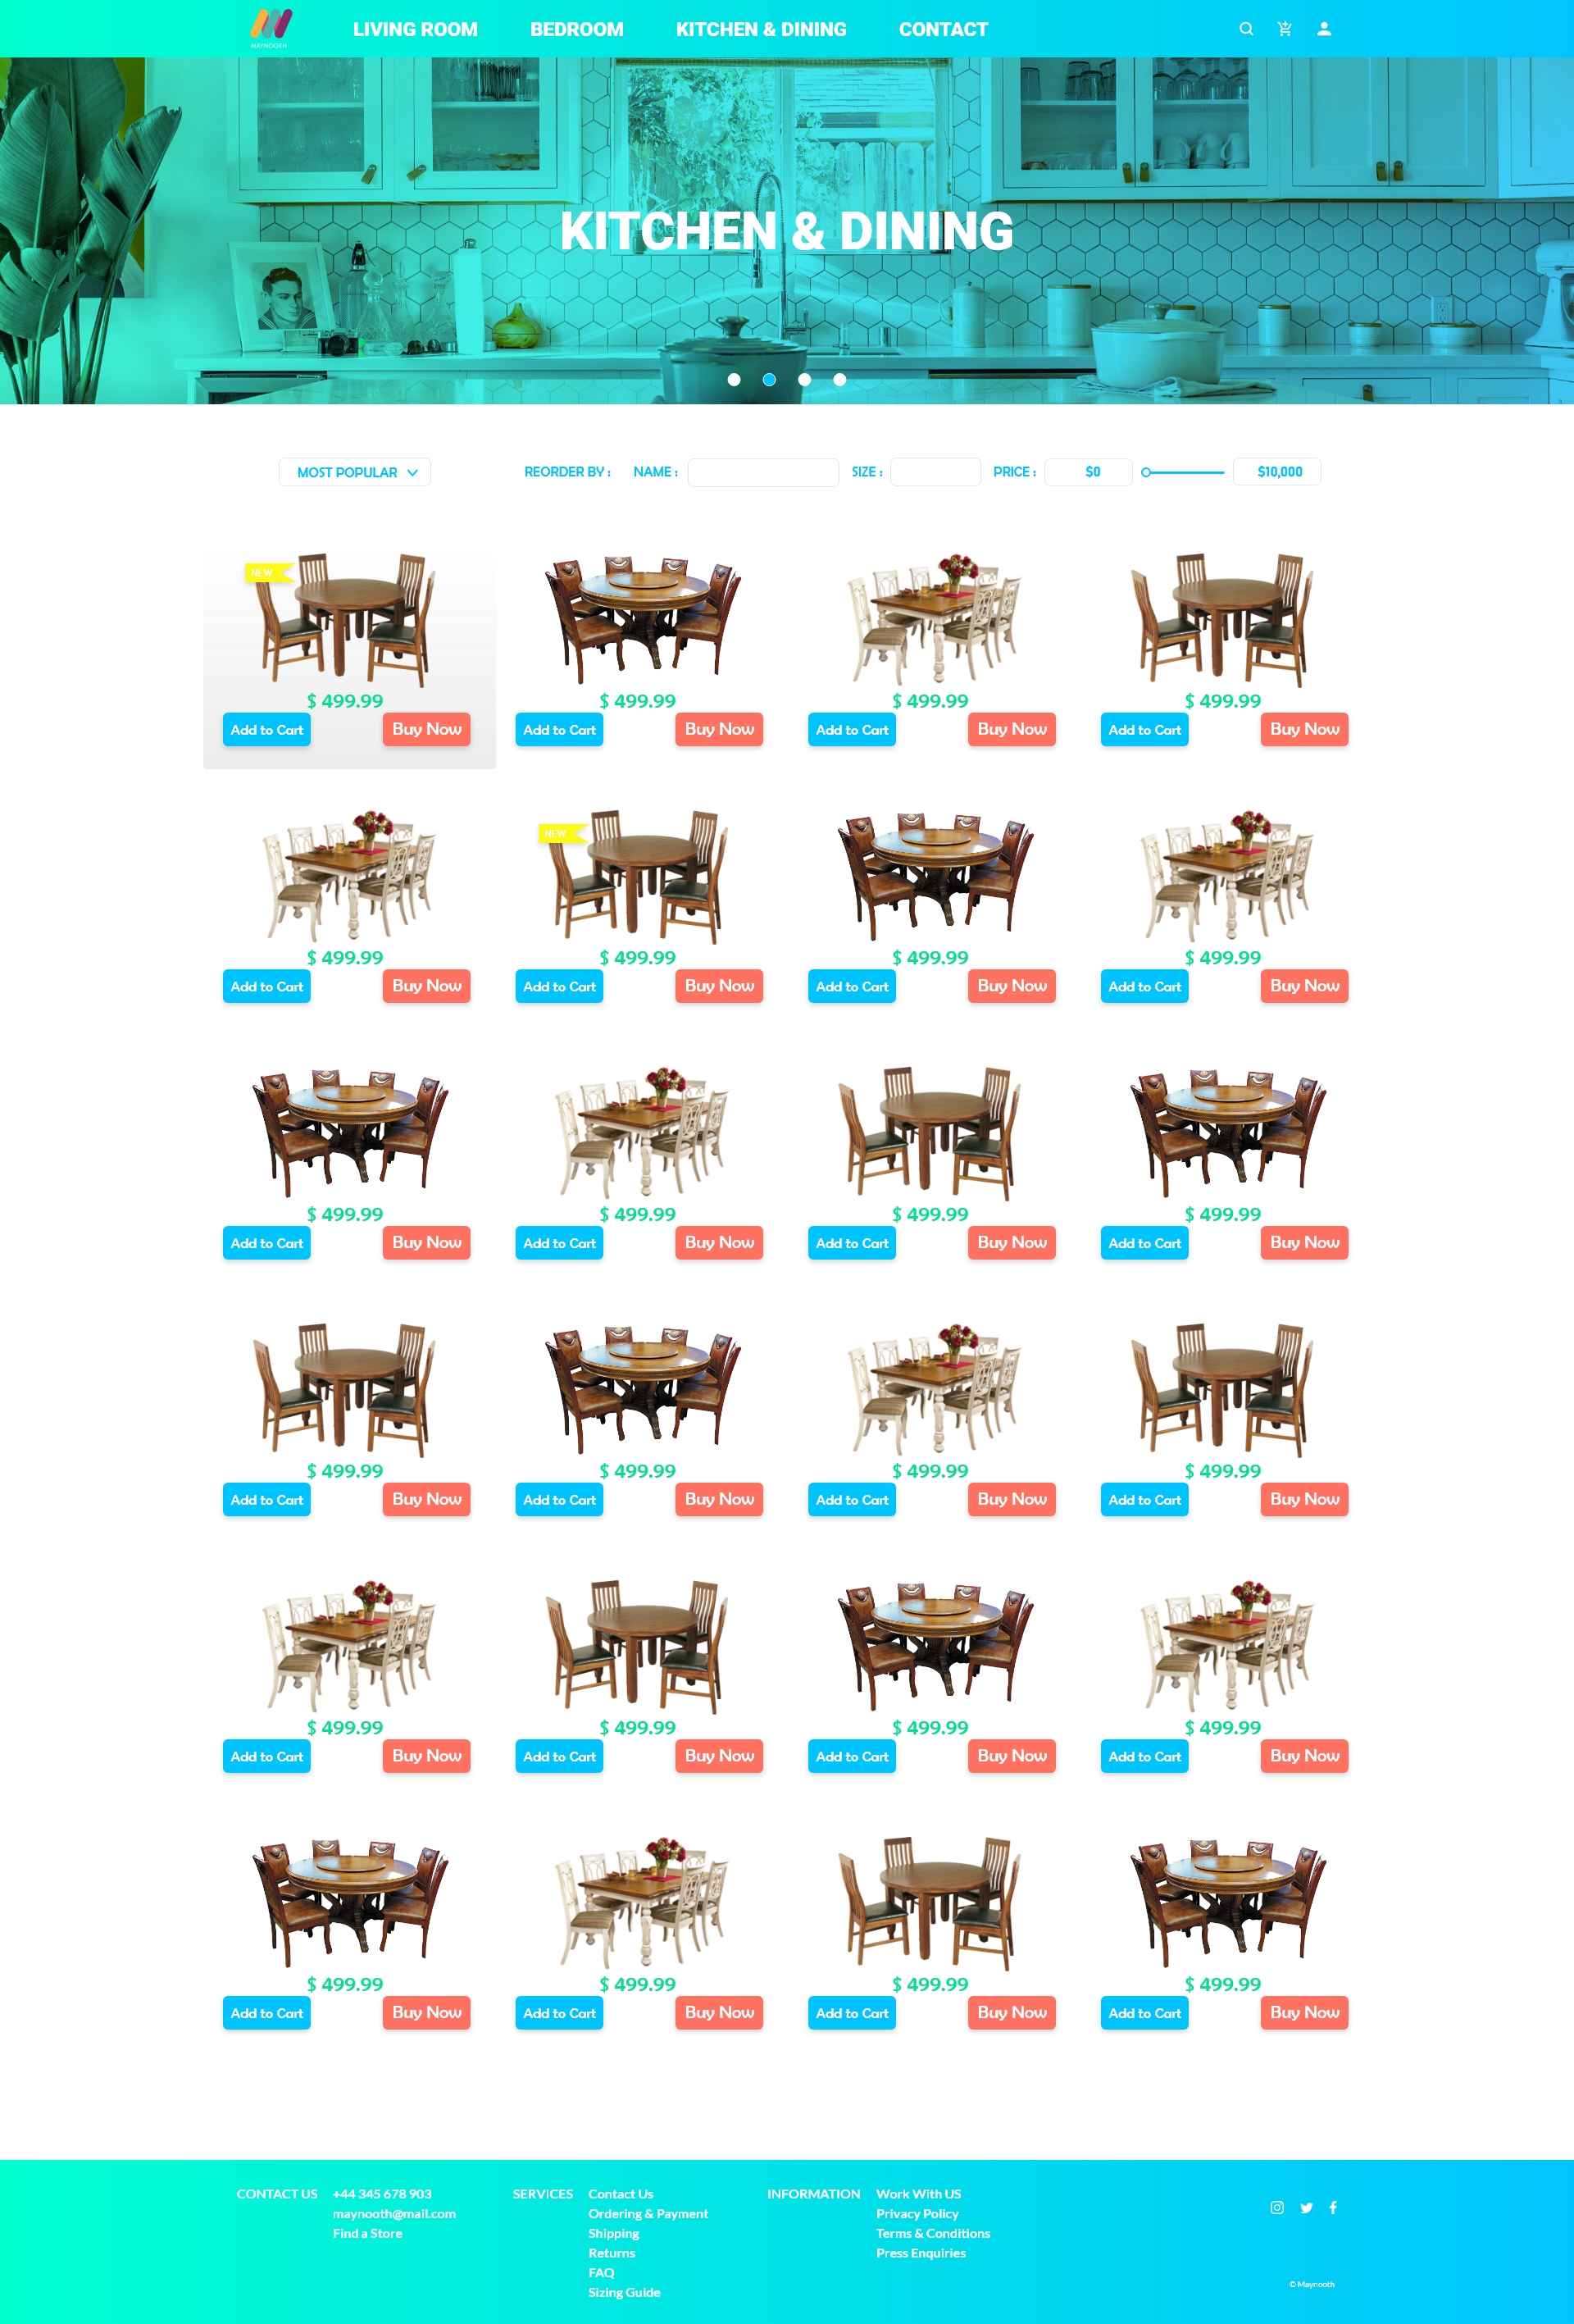 MAYNOOTH
LIVING ROOM BEDROOM KITCHEN & DINING CONTACT
KITCHEN & DINING
MOST POPULAR REORDER BY : NAME : SIZE : PRICE : $0 $10,000
NEW
$ 499.99 $ 499.99 $ 499.99 $ 499.99
Add to Cart Buy Now Add to Cart Buy Now Add to Cart Buy Now Add to Cart Buy Now
NEW
$ 499.99 $ 499.99 $ 499.99 $ 499.99
Add to Cart Buy Now Add to Cart Buy Now Add to Cart Buy Now Add to Cart Buy Now
$ 499.99 $ 499.99 $ 499.99 $ 499.99
Add to Cart Buy Now Add to Cart Buy Now Add to Cart Buy Now Add to Cart Buy Now
$ 499.99 $ 499.99 $ 499.99 $ 499.99
Add to Cart Buy Now Add to Cart Buy Now Add to Cart Buy Now Add to Cart Buy Now
$ 499.99 $ 499.99 $ 499.99 $ 499.99
Add to Cart Buy Now Add to Cart Buy Now Add to Cart Buy Now Add to Cart Buy Now
$ 499.99 $ 499.99 $ 499.99 $ 499.99
Add to Cart Buy Now Add to Cart Buy Now Add to Cart Buy Now Add to Cart Buy Now
CONTACT US
+44 345 678 903
maynooth@mail.com
Find a Store
SERVICES
Contact Us
Ordering & Payment
Shipping
Returns
FAQ
Sizing Guide
INFORMATION
Work With US
Privacy Policy
Terms & Conditions
Press Enquiries
© Maynooth